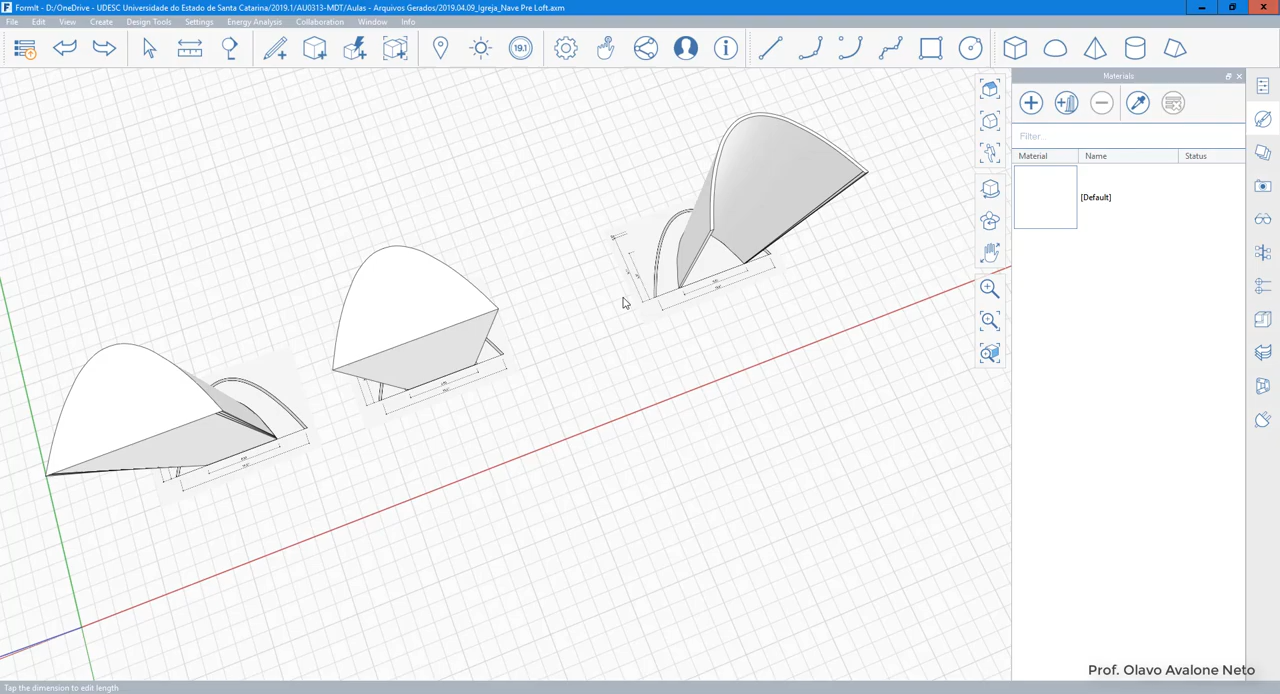 FormIt - D:/OneDrive - UDESC Universidade do Estado de Santa Catarina/2019.1/AU0313-MDT/Aulas - Arquivos Gerados/2019.04.09_Igreja_Nave Pre Loft.axm
File Edit View Create Design Tools Settings Energy Analysis Collaboration Window Info
19.1
Materials
Filter...
Material Name Status
[Default]
Prof. Olavo Avalone Neto
Tap the dimension to edit length